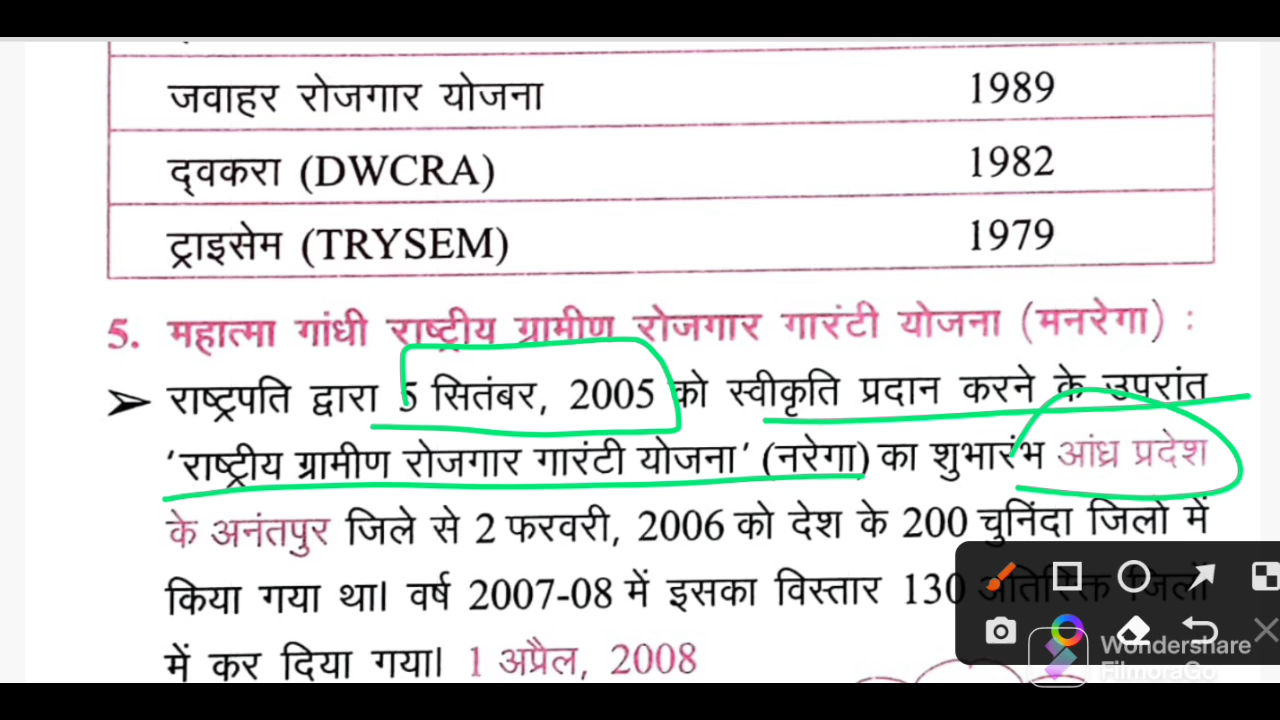 जवाहर रोजगार योजना 1989
द्वकरा (DWCRA) 1982
ट्राइसेम (TRYSEM) 1979
5. महात्मा गांधी राष्ट्रीय ग्रामीण रोजगार गारंटी योजना (मनरेगा) :
➢ राष्ट्रपति द्वारा 5 सितंबर, 2005 को स्वीकृति प्रदान करने के उपरांत
'राष्ट्रीय ग्रामीण रोजगार गारंटी योजना' (नरेगा) का शुभारंभ आंध्र प्रदेश
के अनंतपुर जिले से 2 फरवरी, 2006 को देश के 200 चुनिंदा जिलो में
किया गया था। वर्ष 2007-08 में इसका विस्तार 130 अतिरिक्त जिलों
में कर दिया गया। 1 अप्रैल, 2008
Wondershare
FilmoraGo